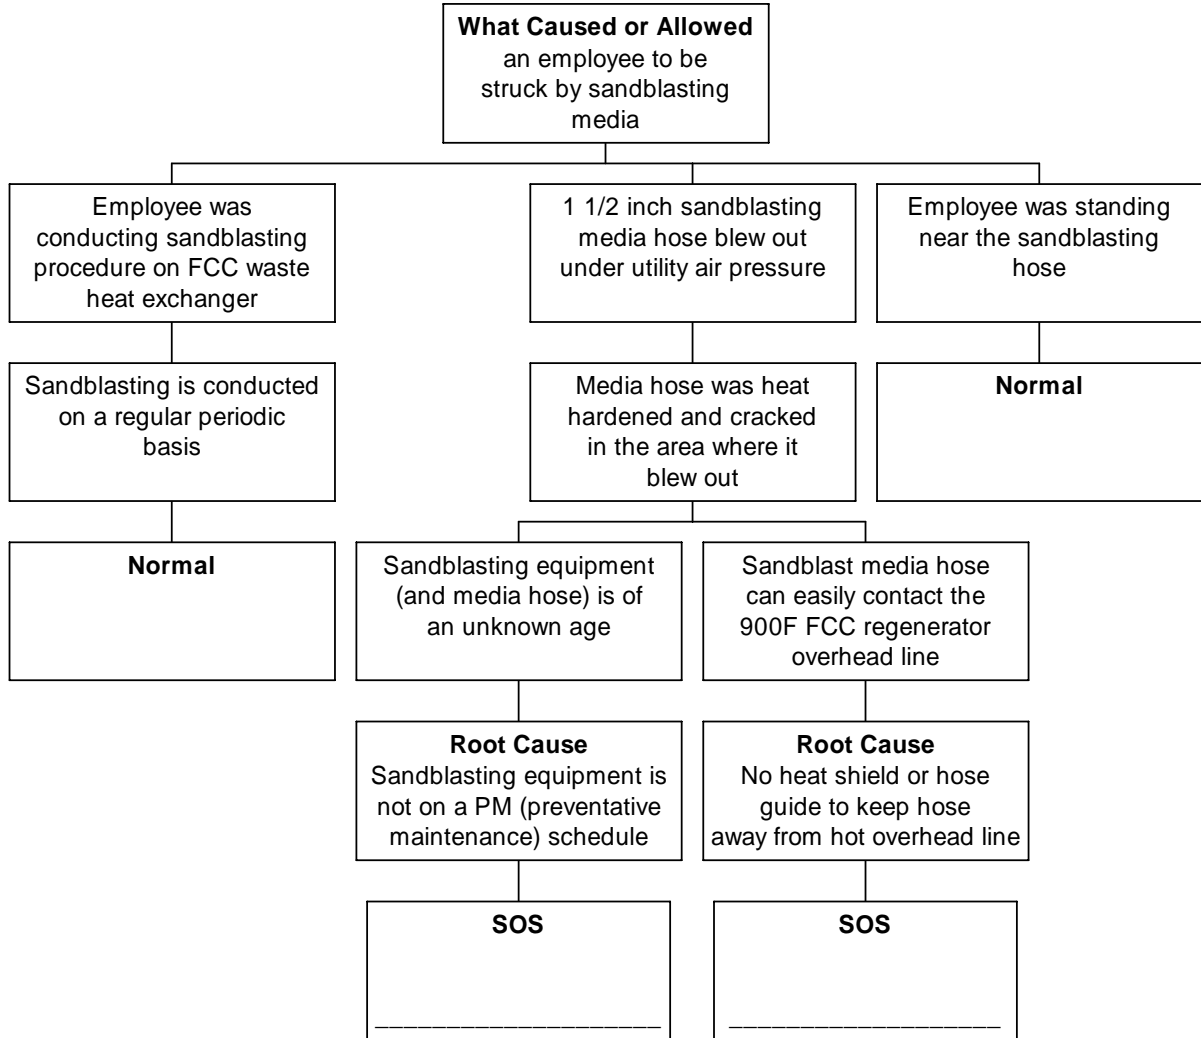 What Caused or Allowed
an employee to be
struck by sandblasting
media
Employee was
conducting sandblasting
procedure on FCC waste
heat exchanger
1 1/2 inch sandblasting
media hose blew out
under utility air pressure
Employee was standing
near the sandblasting
hose
Sandblasting is conducted
on a regular periodic
basis
Media hose was heat
hardened and cracked
in the area where it
blew out
Normal
Normal
Sandblasting equipment
(and media hose) is of
an unknown age
Sandblast media hose
can easily contact the
900F FCC regenerator
overhead line
Root Cause
Sandblasting equipment is
not on a PM (preventative
maintenance) schedule
Root Cause
No heat shield or hose
guide to keep hose
away from hot overhead line
SOS
____________________
SOS
___________________